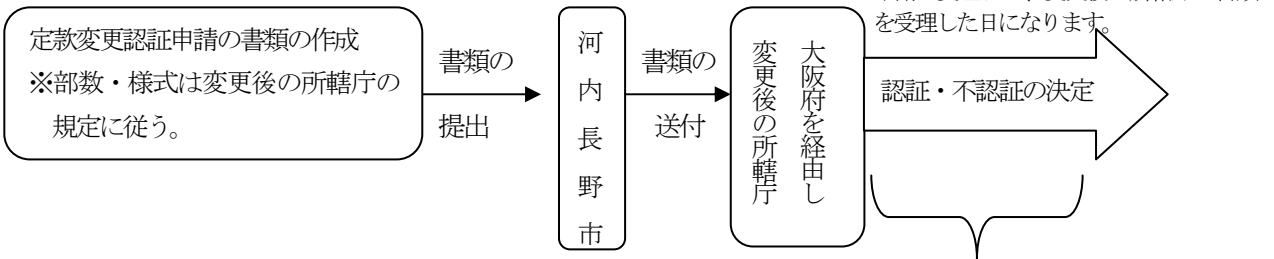 を受理した日になります。
定款変更認証申請の書類の作成
※部数・様式は変更後の所轄庁の
規定に従う。
書類の
提出
河内長野市
書類の
送付
大阪府を経由し
変更後の所轄庁
認証・不認証の決定